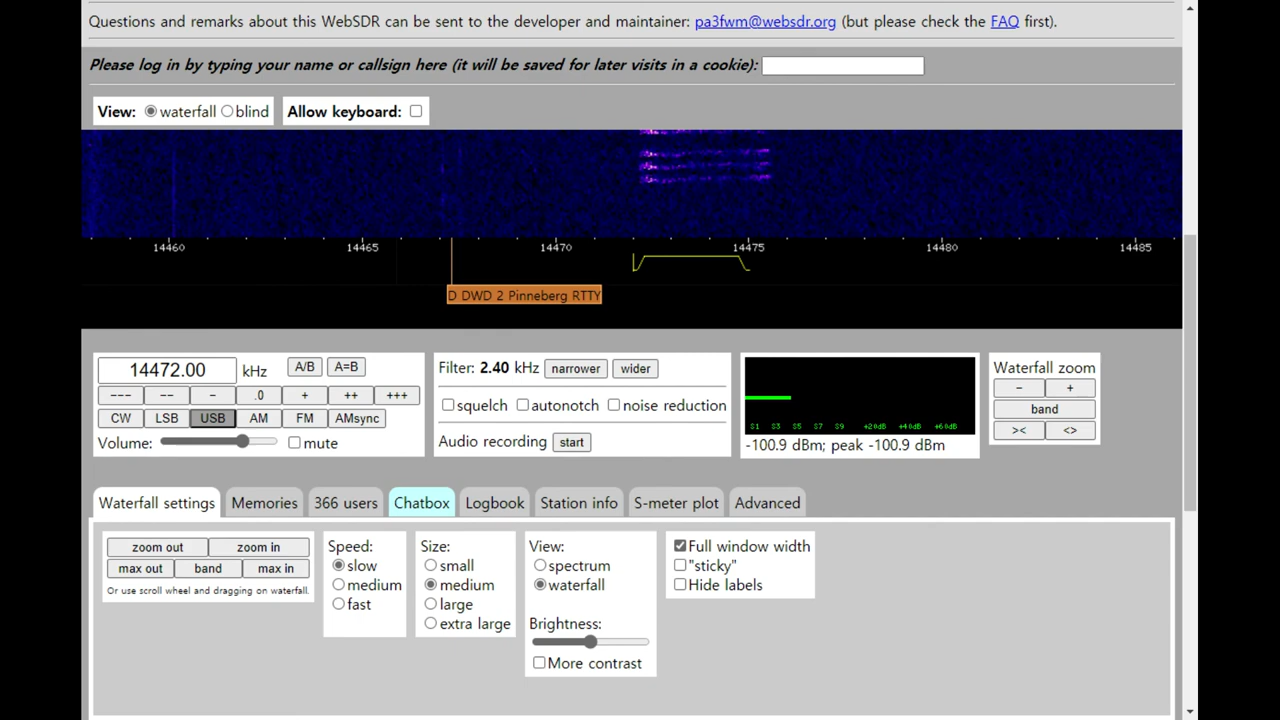 Questions and remarks about this WebSDR can be sent to the developer and maintainer: pa3fwm@websdr.org (but please check the FAQ first).
Please log in by typing your name or callsign here (it will be saved for later visits in a cookie):
View: waterfall blind Allow keyboard:
14460 14465 14470 14475 14480 14485
D DWD 2 Pinneberg RTTY
14472.00 kHz A/B A=B
--- -- - .0 + ++ +++
CW LSB USB AM FM AMsync
Volume: mute
Filter: 2.40 kHz narrower wider
squelch autonotch noise reduction
Audio recording start
S1 S3 S5 S7 S9 +20dB +40dB +60dB
-100.9 dBm; peak -100.9 dBm
Waterfall zoom
- +
band
>< <>
Waterfall settings Memories 366 users Chatbox Logbook Station info S-meter plot Advanced
zoom out zoom in
max out band max in
Or use scroll wheel and dragging on waterfall.
Speed:
slow
medium
fast
Size:
small
medium
large
extra large
View:
spectrum
waterfall
Brightness:
More contrast
Full window width
"sticky"
Hide labels